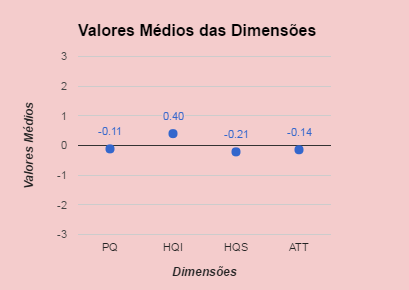 Valores Médios das Dimensões
3
2
1
0
-1
-2
-3
Valores Médios
-0.11
0.40
-0.21
-0.14
PQ
HQI
HQS
ATT
Dimensões